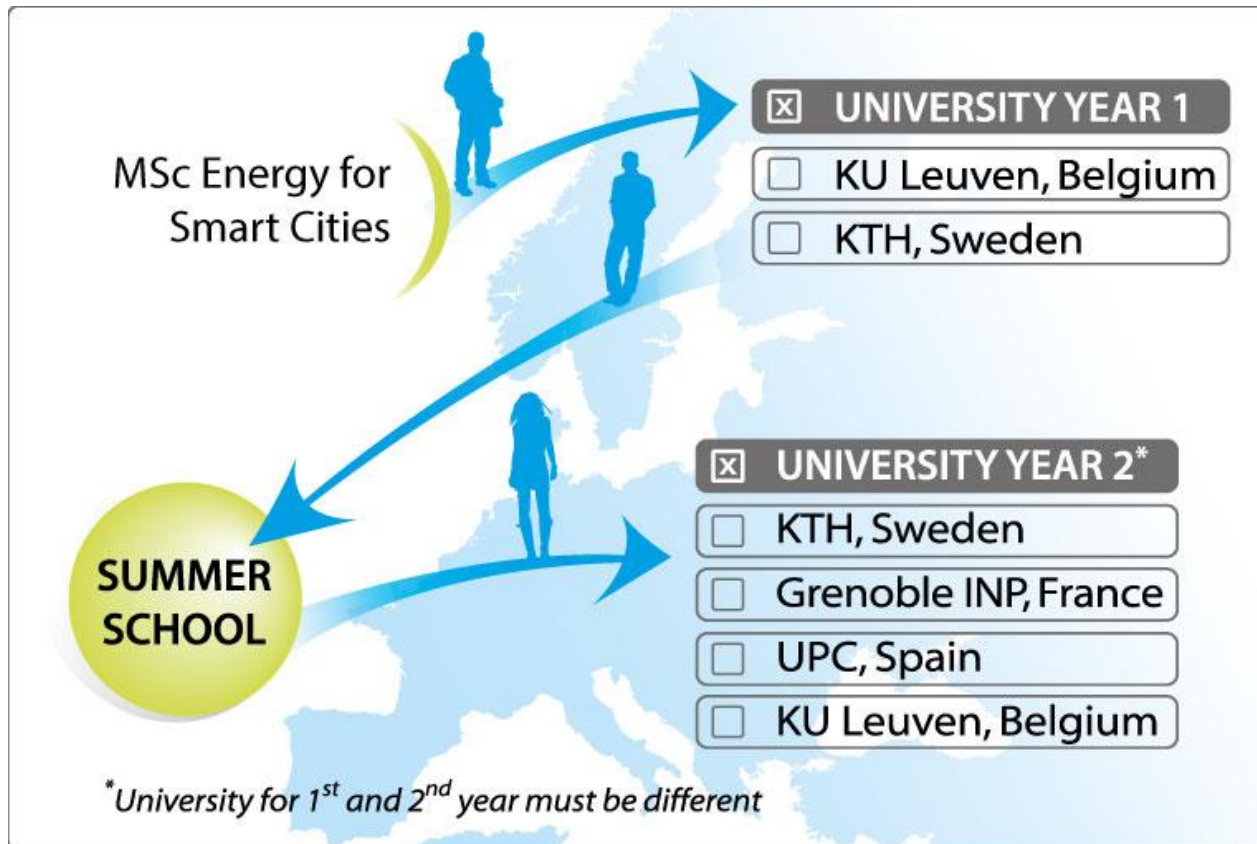 MSc Energy for
Smart Cities
☒ UNIVERSITY YEAR 1
☐ KU Leuven, Belgium
☐ KTH, Sweden
SUMMER
SCHOOL
☒ UNIVERSITY YEAR 2*
☐ KTH, Sweden
☐ Grenoble INP, France
☐ UPC, Spain
☐ KU Leuven, Belgium
*University for 1st and 2nd year must be different